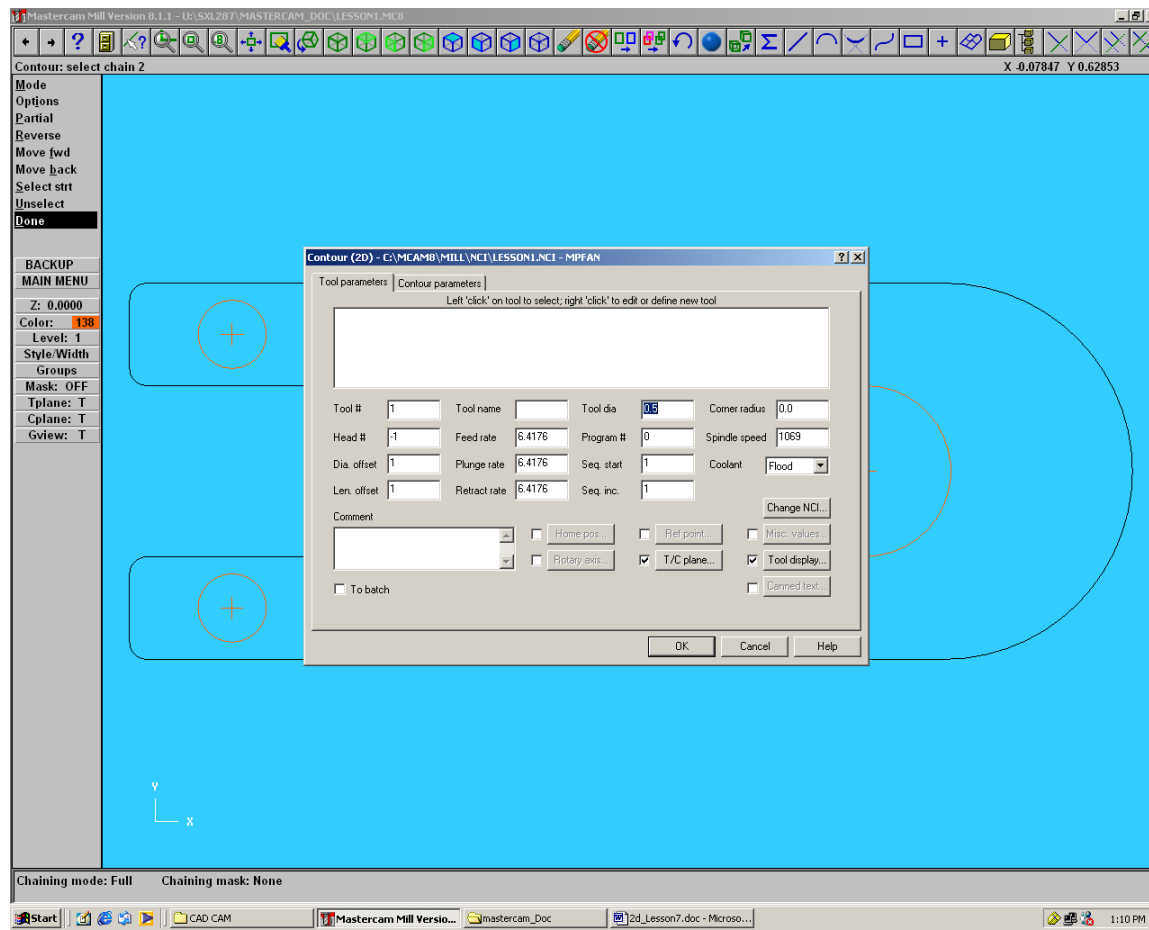 Mastercam Mill Version 8.1.1 - U:\SXL287\MASTERCAM_DOC\LESSON1.MC8
Contour: select chain 2
X -0.07847 Y 0.62853
Mode
Options
Partial
Reverse
Move fwd
Move back
Select strt
Unselect
Done
BACKUP
MAIN MENU
Z: 0.0000
Color: 138
Level: 1
Style/Width
Groups
Mask: OFF
Tplane: T
Cplane: T
Gview: T
Contour (2D) - C:\MCAM8\MILL\NCI\LESSON1.NCI - MPFAN
Tool parameters Contour parameters
Left 'click' on tool to select; right 'click' to edit or define new tool
Tool # 1 Tool name Tool dia 0.5 Corner radius 0.0
Head # -1 Feed rate 6.4176 Program # 0 Spindle speed 1069
Dia. offset 1 Plunge rate 6.4176 Seq. start 1 Coolant Flood
Len. offset 1 Retract rate 6.4176 Seq. inc. 1
Change NCI...
Comment
Home pos... Ref point... Misc. values...
Rotary axis... T/C plane... Tool display...
To batch Canned text...
OK Cancel Help
Y
X
Chaining mode: Full Chaining mask: None
Start CAD CAM Mastercam Mill Versio... mastercam_Doc 2d_Lesson7.doc - Microso... 1:10 PM